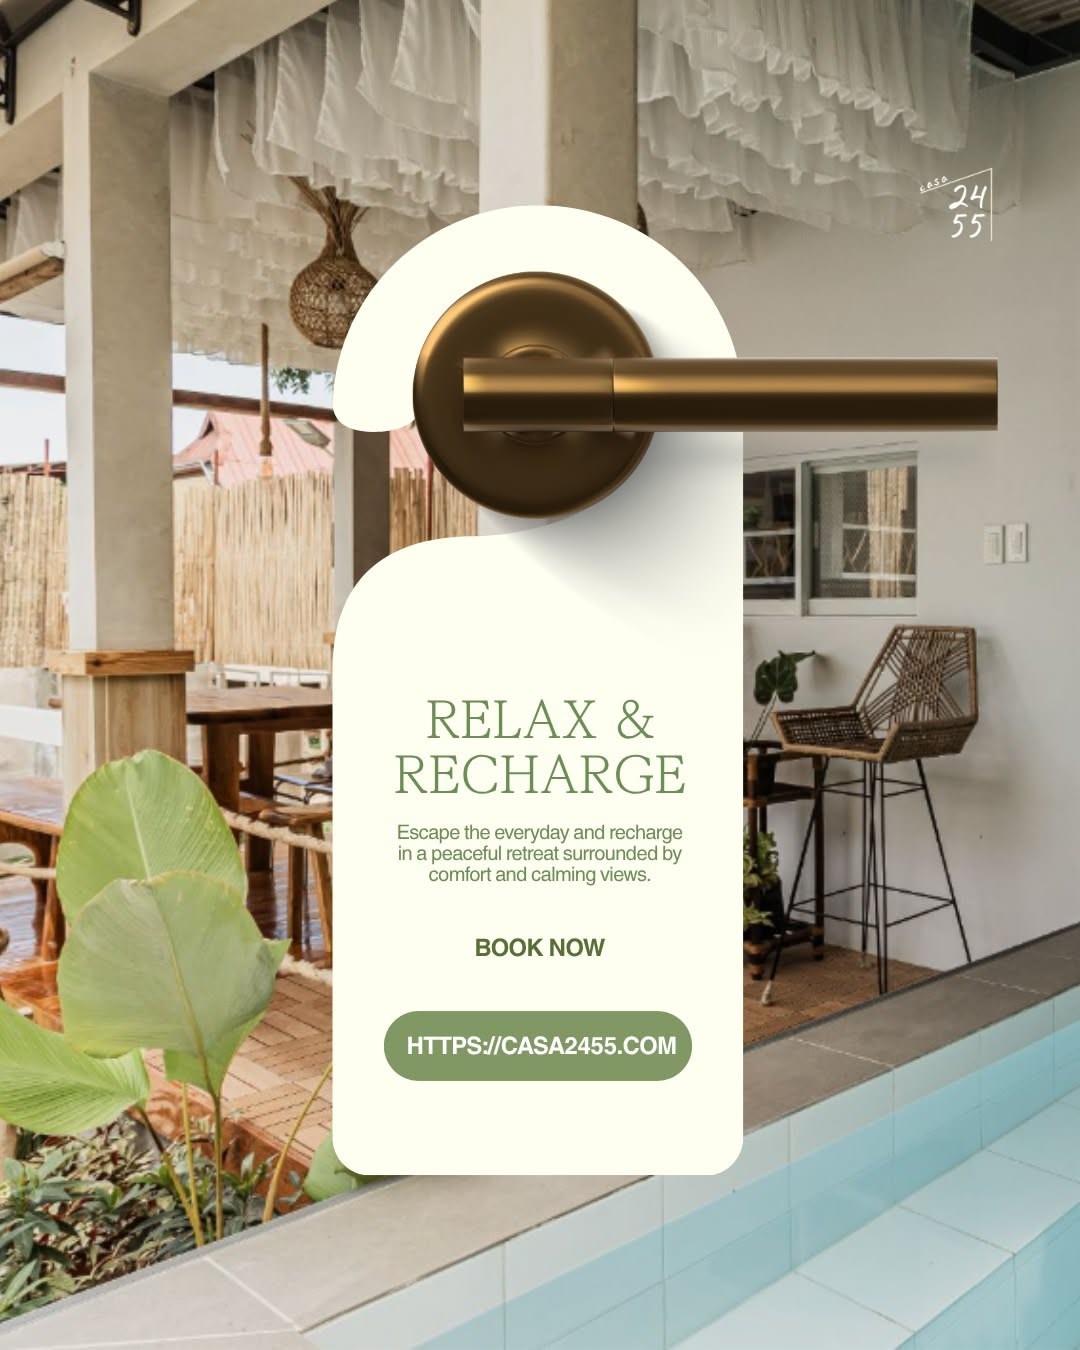 casa
24
55
RELAX &
RECHARGE
Escape the everyday and recharge
in a peaceful retreat surrounded by
comfort and calming views.
BOOK NOW
HTTPS://CASA2455.COM